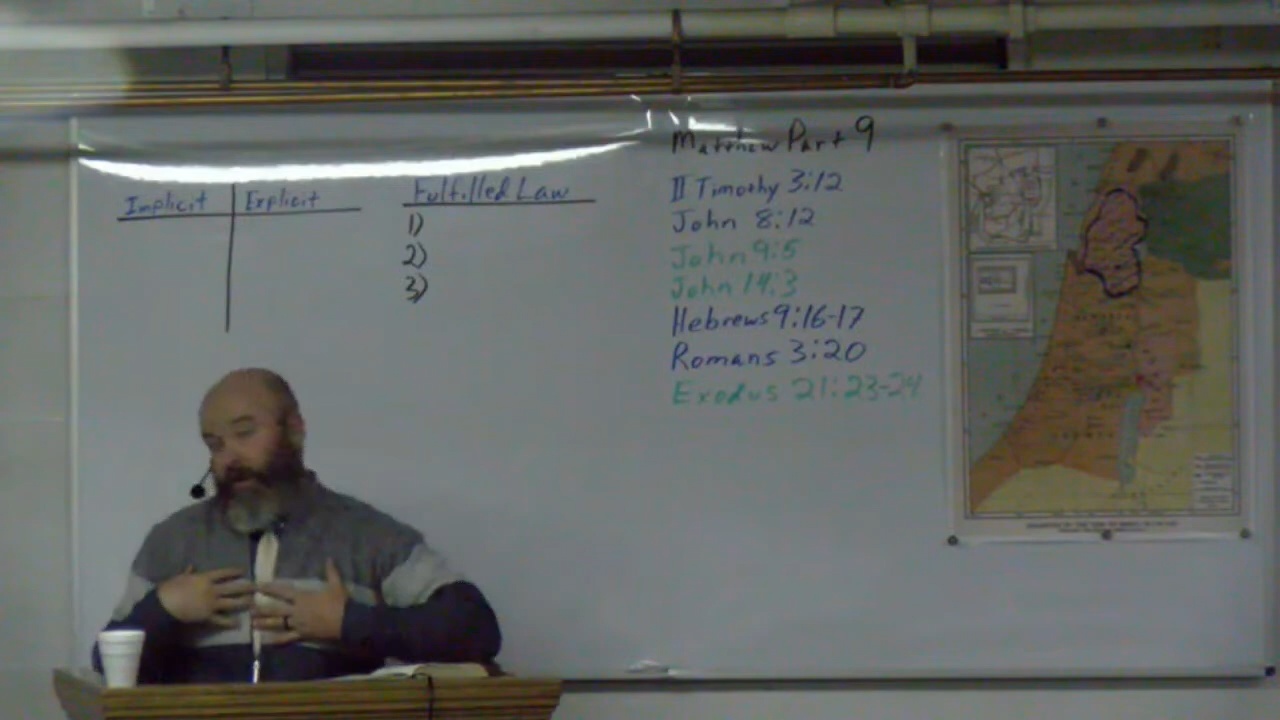 Implicit Explicit
Fulfilled Law
1)
2)
3)
Matthew Part 9
II Timothy 3:12
John 8:12
John 9:5
John 14:3
Hebrews 9:16-17
Romans 3:20
Exodus 21:23-24